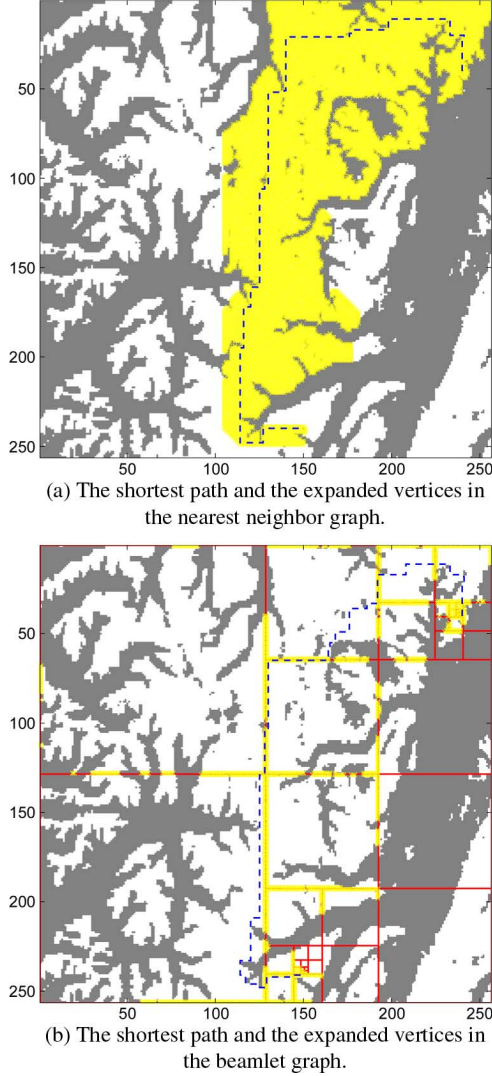 50
100
150
200
250
50 100 150 200 250
(a) The shortest path and the expanded vertices in
the nearest neighbor graph.
50
100
150
200
250
50 100 150 200 250
(b) The shortest path and the expanded vertices in
the beamlet graph.